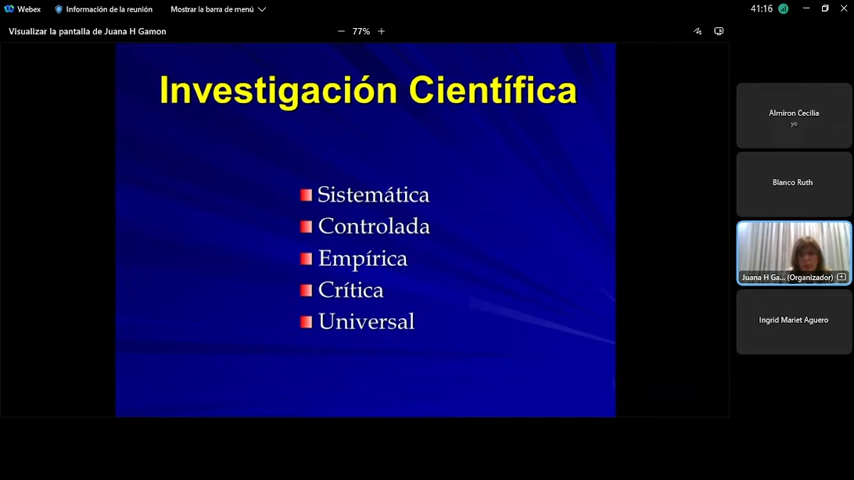 Webex
Información de la reunión
Mostrar la barra de menú
41:16
Visualizar la pantalla de Juana H Gamon
77%
Investigación Científica
Sistemática
Controlada
Empírica
Crítica
Universal
Almiron Cecilia
yo
Blanco Ruth
Juana H Ga... (Organizador)
Ingrid Mariet Aguero